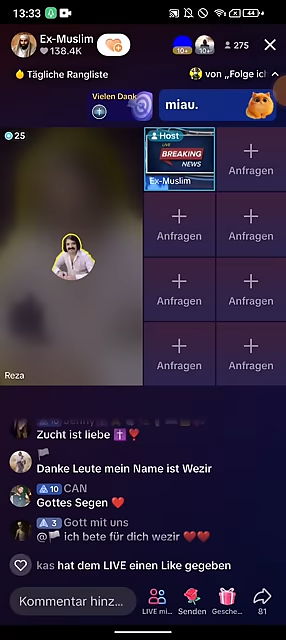 13:33
44
Ex-Muslim
138.4K
10+
10+
275
Tägliche Rangliste
von „Folge ich
Vielen Dank
miau.
25
Host
LIVE
BREAKING
NEWS
Ex-Muslim
Anfragen
Anfragen
Anfragen
Anfragen
Anfragen
Anfragen
Anfragen
Reza
Zucht ist liebe ✝️❣️
Danke Leute mein Name ist Wezir
10 CAN
Gottes Segen ❤️
3 Gott mit uns
@🏳 ich bete für dich wezir ❤️❤️
kas hat dem LIVE einen Like gegeben
Kommentar hinz...
LIVE mi...
Senden
Gesche...
81